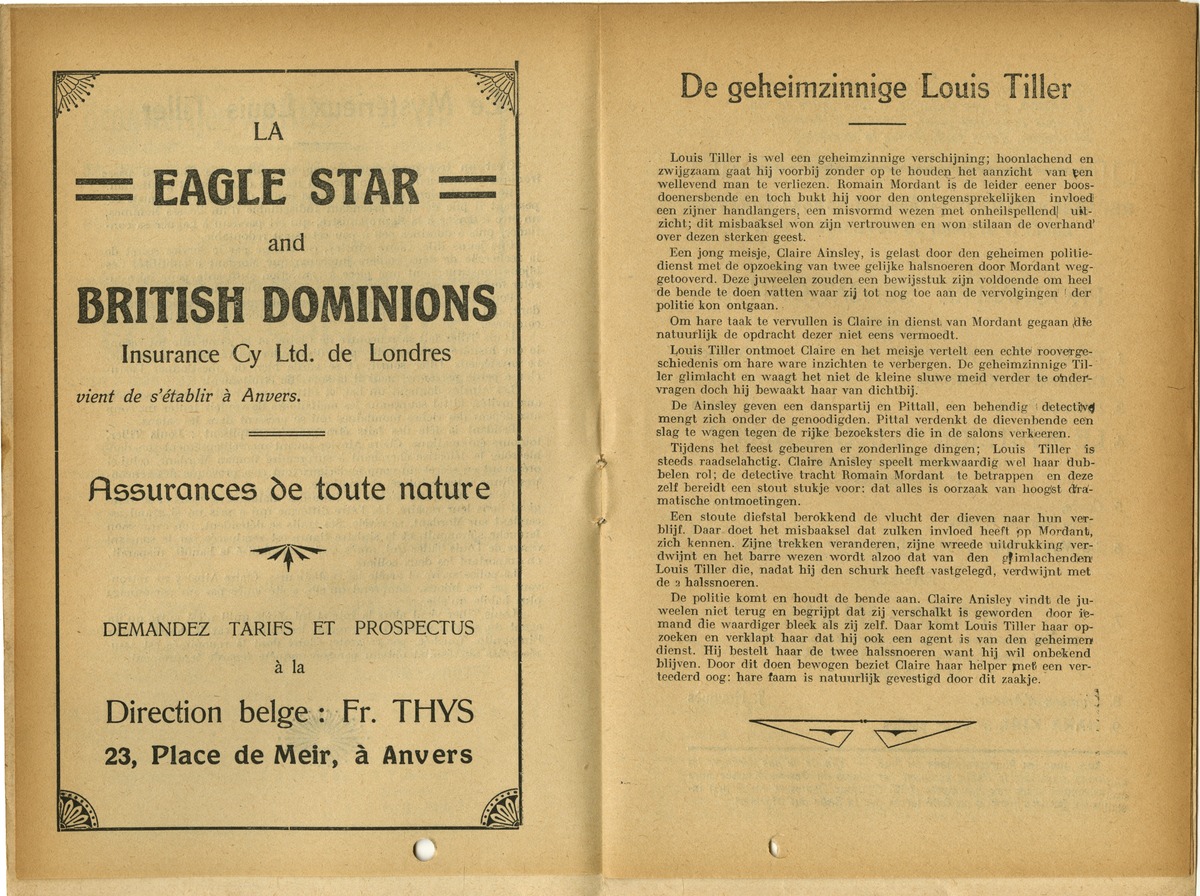 LA
EAGLE STAR
and
BRITISH DOMINIONS
Insurance Cy Ltd. de Londres
vient de s'établir à Anvers.
Assurances de toute nature
DEMANDEZ TARIFS ET PROSPECTUS
à la
Direction belge : Fr. THYS
23, Place de Meir, à Anvers
De geheimzinnige Louis Tiller
Louis Tiller is wel een geheimzinnige verschijning; hoonlachend en
zwijgzaam gaat hij voorbij zonder op te houden het aanzicht van een
wellevend man te verliezen. Romain Mordant is de leider eener boos-
doenersbende en toch bukt hij voor den ontegensprekelijken invloed
een zijner handlangers, een misvormd wezen met onheilspellend uit-
zicht; dit misbaaksel won zijn vertrouwen en won stilaan de overhand
over dezen sterken geest.
Een jong meisje, Claire Ainsley, is gelast door den geheimen politie-
dienst met de opzoeking van twee gelijke halsnoeren door Mordant weg-
getooverd. Deze juweelen zouden een bewijsstuk zijn voldoende om heel
de bende te doen vatten waar zij tot nog toe aan de vervolgingen der
politie kon ontgaan.
Om hare taak te vervullen is Claire in dienst van Mordant gegaan die
natuurlijk de opdracht dezer niet eens vermoedt.
Louis Tiller ontmoet Claire en het meisje vertelt een echte rooverge-
schiedenis om hare ware inzichten te verbergen. De geheimzinnige Til-
ler glimlacht en waagt het niet de kleine sluwe meid verder te onder-
vragen doch hij bewaakt haar van dichtbij.
De Ainsley geven een danspartij en Pittall, een behendig detective
mengt zich onder de genoodigden. Pittal verdenkt de dievenbende een
slag te wagen tegen de rijke bezoeksters die in de salons verkeeren.
Tijdens het feest gebeuren er zonderlinge dingen; Louis Tiller is
steeds raadselahctig. Claire Anisley speelt merkwaardig wel haar dub-
belen rol; de detective tracht Romain Mordant te betrappen en deze
zelf bereidt een stout stukje voor: dat alles is oorzaak van hoogst dra-
matische ontmoetingen.
Een stoute diefstal berokkend de vlucht der dieven naar hun ver-
blijf. Daar doet het misbaaksel dat zulken invloed heeft op Mordant,
zich kennen. Zijne trekken veranderen, zijne wreede uitdrukking ver-
dwijnt en het barre wezen wordt alzoo dat van den glimlachenden
Louis Tiller die, nadat hij den schurk heeft vastgelegd, verdwijnt met
de 2 halssnoeren.
De politie komt en houdt de bende aan. Claire Anisley vindt de ju-
weelen niet terug en begrijpt dat zij verschalkt is geworden door ie-
mand die waardiger bleek als zij zelf. Daar komt Louis Tiller haar op-
zoeken en verklapt haar dat hij ook een agent is van den geheimen
dienst. Hij bestelt haar de twee halssnoeren want hij wil onbekend
blijven. Door dit doen bewogen beziet Claire haar helper met een ver-
teederd oog: hare faam is natuurlijk gevestigd door dit zaakje.